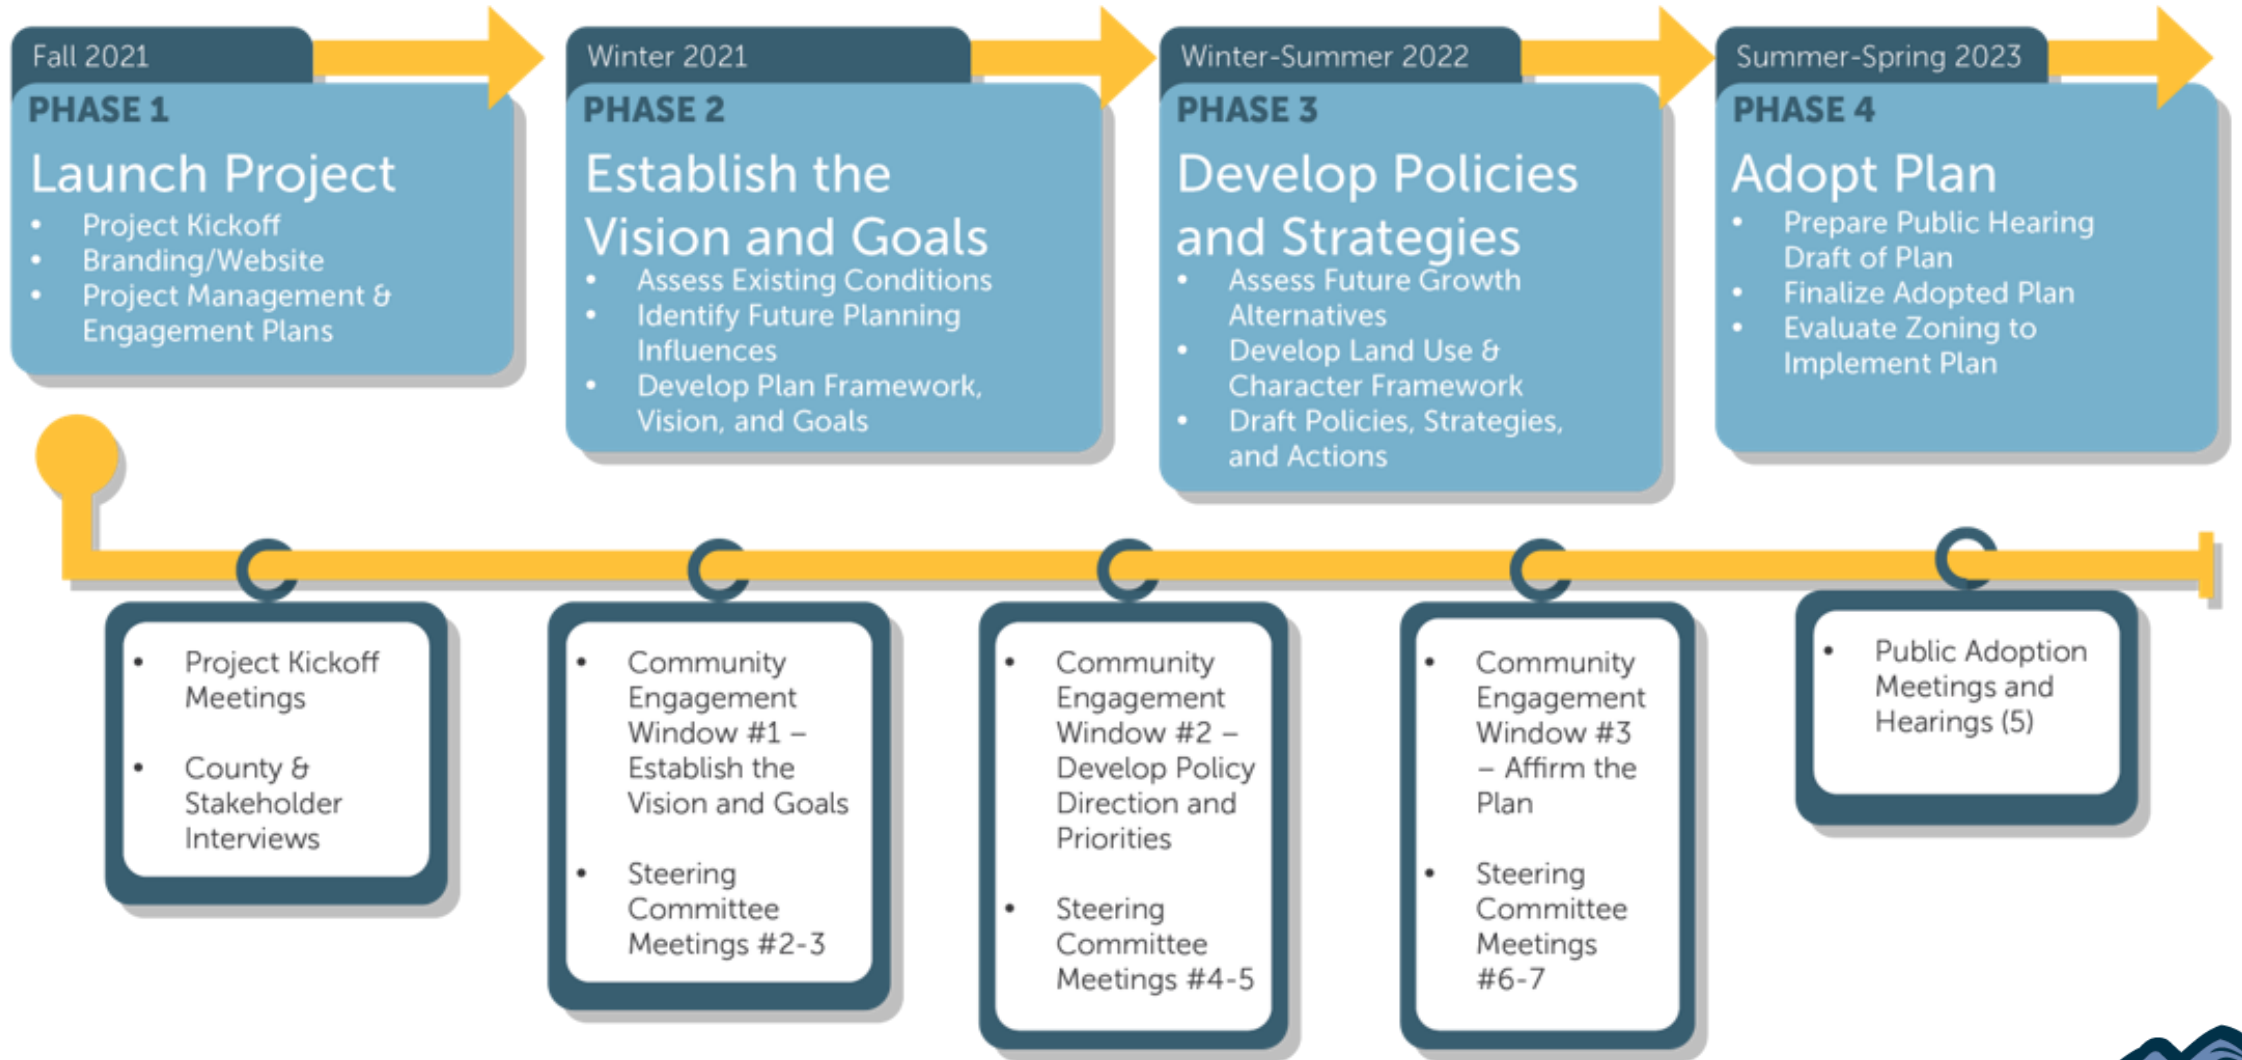 Fall 2021
PHASE 1
Launch Project
• Project Kickoff
• Branding/Website
• Project Management &
Engagement Plans
Winter 2021
PHASE 2
Establish the
Vision and Goals
• Assess Existing Conditions
• Identify Future Planning
Influences
• Develop Plan Framework,
Vision, and Goals
Winter-Summer 2022
PHASE 3
Develop Policies
and Strategies
• Assess Future Growth
Alternatives
• Develop Land Use &
Character Framework
• Draft Policies, Strategies,
and Actions
Summer-Spring 2023
PHASE 4
Adopt Plan
• Prepare Public Hearing
Draft of Plan
• Finalize Adopted Plan
• Evaluate Zoning to
Implement Plan
• Project Kickoff
Meetings
• County &
Stakeholder
Interviews
• Community
Engagement
Window #1 –
Establish the
Vision and Goals
• Steering
Committee
Meetings #2-3
• Community
Engagement
Window #2 –
Develop Policy
Direction and
Priorities
• Steering
Committee
Meetings #4-5
• Community
Engagement
Window #3
– Affirm the
Plan
• Steering
Committee
Meetings
#6-7
• Public Adoption
Meetings and
Hearings (5)